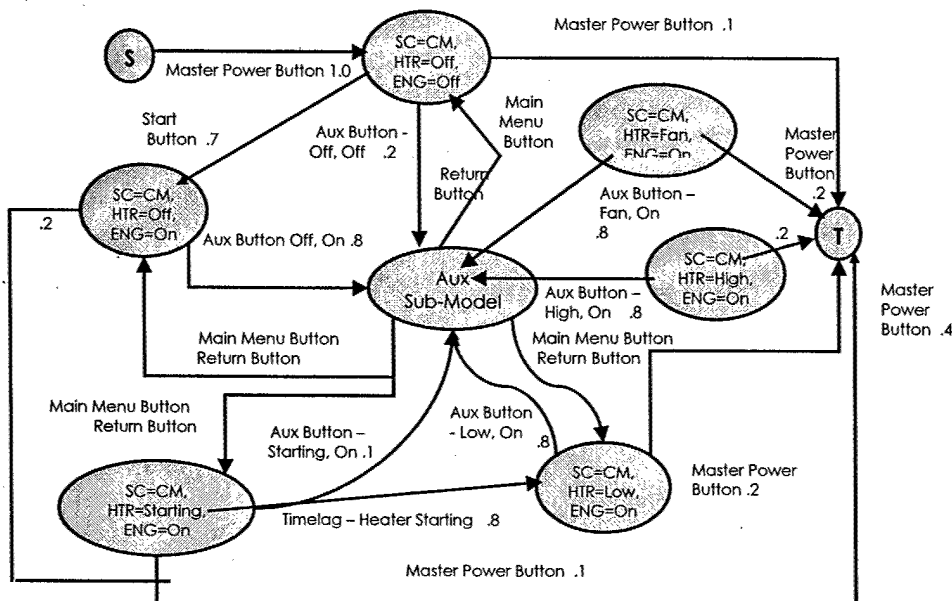 Master Power Button .1
S
Master Power Button 1.0
SC=CM,
HTR=Off,
ENG=Off
Start
Button .7
Aux Button -
Off, Off .2
Main
Menu
Button
Return
Button
SC=CM,
HTR=Fan,
ENG=On
Master
Power
Button
.2
Aux Button –
Fan, On
.8
T
SC=CM,
HTR=Off,
ENG=On
.2
Aux Button Off, On .8
Aux
Sub-Model
SC=CM,
HTR=High,
ENG=On
.2
Aux Button –
High, On .8
Master
Power
Button .4
Main Menu Button
Return Button
Main Menu Button
Return Button
Main Menu Button
Return Button
Aux Button –
Starting, On .1
Aux Button
- Low, On
.8
SC=CM,
HTR=Starting,
ENG=On
SC=CM,
HTR=Low,
ENG=On
Master Power
Button .2
Timelag – Heater Starting .8
Master Power Button .1